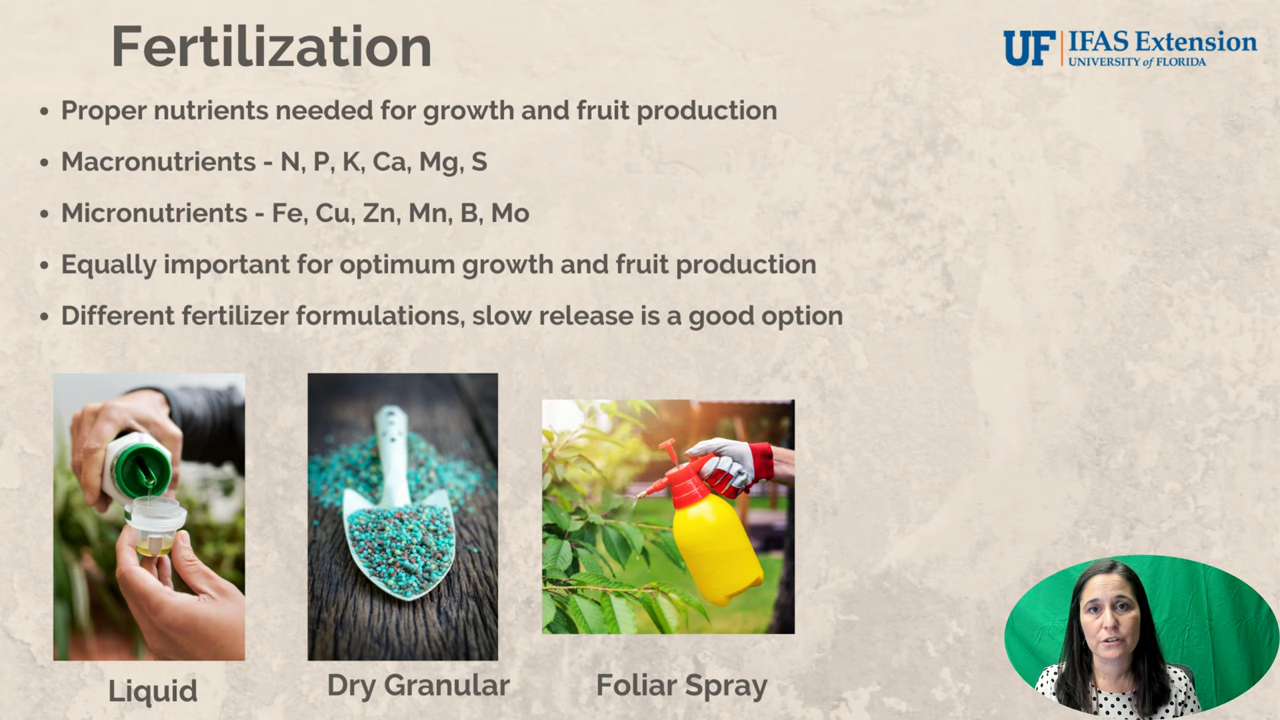 Fertilization
UF IFAS Extension
UNIVERSITY of FLORIDA
• Proper nutrients needed for growth and fruit production
• Macronutrients - N, P, K, Ca, Mg, S
• Micronutrients - Fe, Cu, Zn, Mn, B, Mo
• Equally important for optimum growth and fruit production
• Different fertilizer formulations, slow release is a good option
Liquid
Dry Granular
Foliar Spray